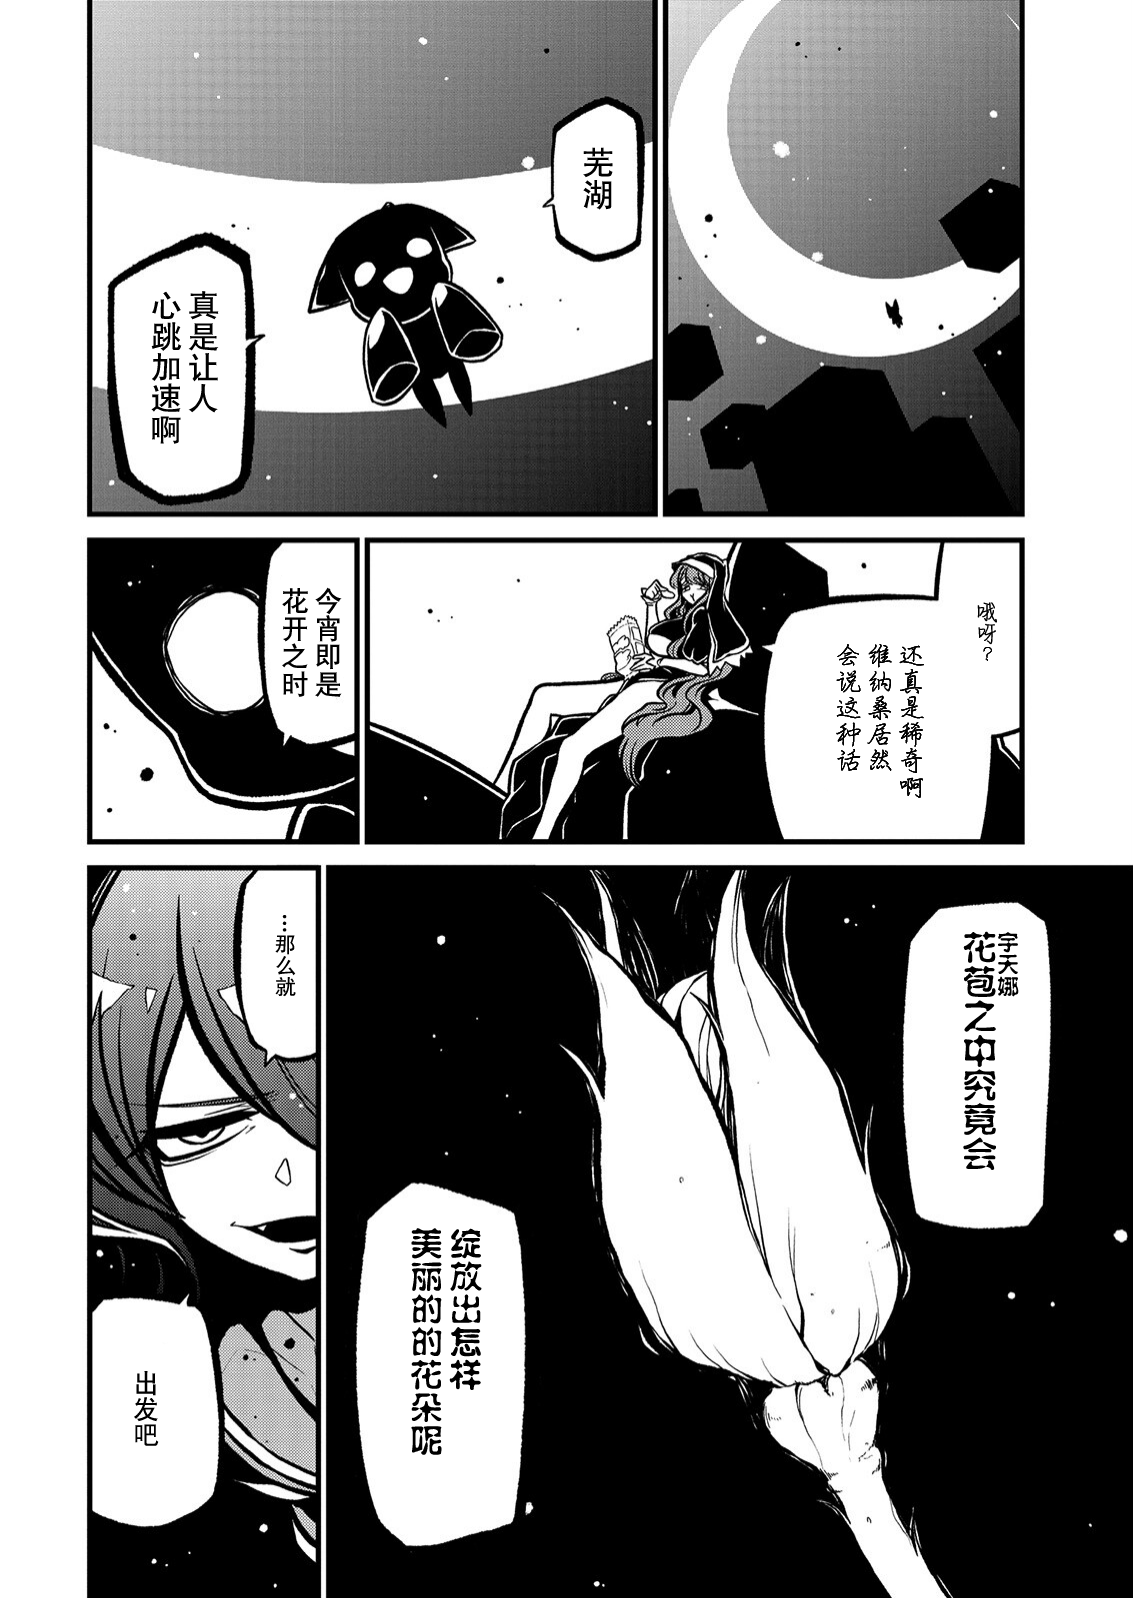 芜湖
真是让人
心跳加速啊
哦呀？
还真是稀奇啊
维纳桑居然
会说这种话
今宵即是
花开之时
宇天娜
花苞之中究竟会
绽放出怎样
美丽的的花朵呢
…那么就
出发吧